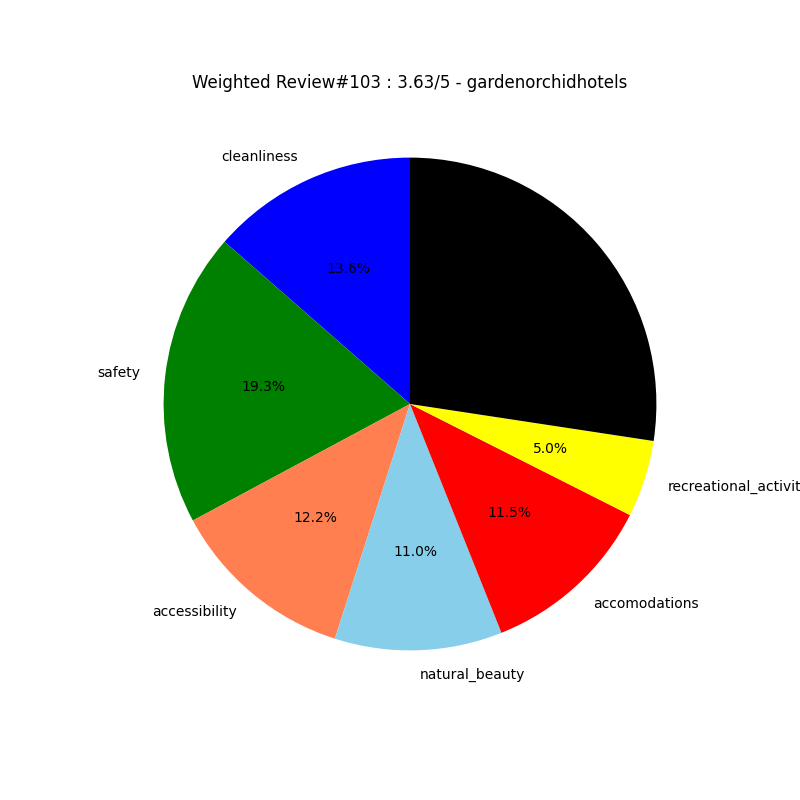 Weighted Review#103 : 3.63/5 - gardenorchidhotels
cleanliness
13.6%
safety
19.3%
5.0%
recreational_activit
12.2%
11.5%
11.0%
accessibility
accomodations
natural_beauty